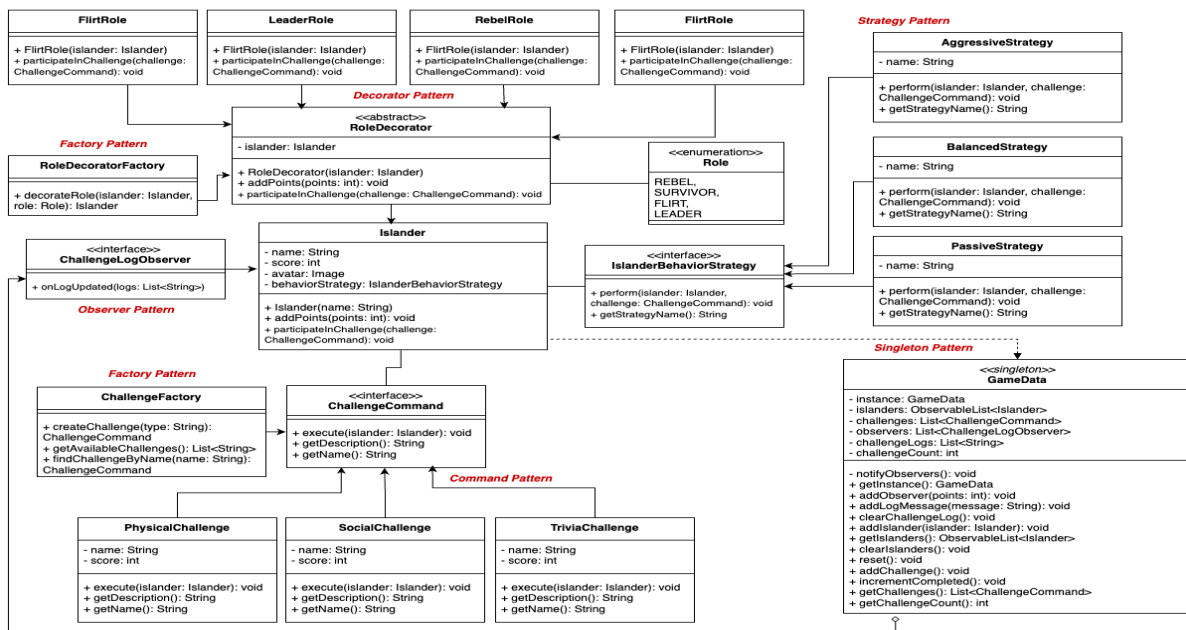 FlirtRole
+ FlirtRole(islander: Islander)
+ participateInChallenge(challenge:
ChallengeCommand): void
LeaderRole
+ FlirtRole(islander: Islander)
+ participateInChallenge(challenge:
ChallengeCommand): void
RebelRole
+ FlirtRole(islander: Islander)
+ participateInChallenge(challenge:
ChallengeCommand): void
FlirtRole
+ FlirtRole(islander: Islander)
+ participateInChallenge(challenge:
ChallengeCommand): void
Strategy Pattern
AggressiveStrategy
- name: String
+ perform(islander: Islander, challenge:
ChallengeCommand): void
+ getStrategyName(): String
Decorator Pattern
<<abstract>>
RoleDecorator
- islander: Islander
+ RoleDecorator(islander: Islander)
+ addPoints(points: int): void
+ participateInChallenge(challenge: ChallengeCommand): void
Factory Pattern
RoleDecoratorFactory
+ decorateRole(islander: Islander,
role: Role): Islander
<<enumeration>>
Role
REBEL,
SURVIVOR,
FLIRT,
LEADER
BalancedStrategy
- name: String
+ perform(islander: Islander, challenge:
ChallengeCommand): void
+ getStrategyName(): String
<<interface>>
ChallengeLogObserver
+ onLogUpdated(logs: List<String>)
Observer Pattern
Islander
- name: String
- score: int
- avatar: Image
- behaviorStrategy: IslanderBehaviorStrategy
+ Islander(name: String)
+ addPoints(points: int): void
+ participateInChallenge(challenge:
ChallengeCommand): void
<<interface>>
IslanderBehaviorStrategy
+ perform(islander: Islander,
challenge: ChallengeCommand): void
+ getStrategyName(): String
PassiveStrategy
- name: String
+ perform(islander: Islander, challenge:
ChallengeCommand): void
+ getStrategyName(): String
Singleton Pattern
<<singleton>>
GameData
- instance: GameData
- islanders: ObservableList<Islander>
- challenges: List<ChallengeCommand>
- observers: List<ChallengeLogObserver>
- challengeLogs: List<String>
- challengeCount: int
- notifyObservers(): void
+ getInstance(): GameData
+ addObserver(points: int): void
+ addLogMessage(message: String): void
+ clearChallengeLog(): void
+ addIslander(islander: Islander): void
+ getIslanders(): ObservableList<Islander>
+ clearIslanders(): void
+ reset(): void
+ addChallenge(): void
+ incrementCompleted(): void
+ getChallenges(): List<ChallengeCommand>
+ getChallengeCount(): int
Factory Pattern
ChallengeFactory
+ createChallenge(type: String):
ChallengeCommand
+ getAvailableChallenges(): List<String>
+ findChallengeByName(name: String):
ChallengeCommand
<<interface>>
ChallengeCommand
+ execute(islander: Islander): void
+ getDescription(): String
+ getName(): String
Command Pattern
PhysicalChallenge
- name: String
- score: int
+ execute(islander: Islander): void
+ getDescription(): String
+ getName(): String
SocialChallenge
- name: String
- score: int
+ execute(islander: Islander): void
+ getDescription(): String
+ getName(): String
TriviaChallenge
- name: String
- score: int
+ execute(islander: Islander): void
+ getDescription(): String
+ getName(): String